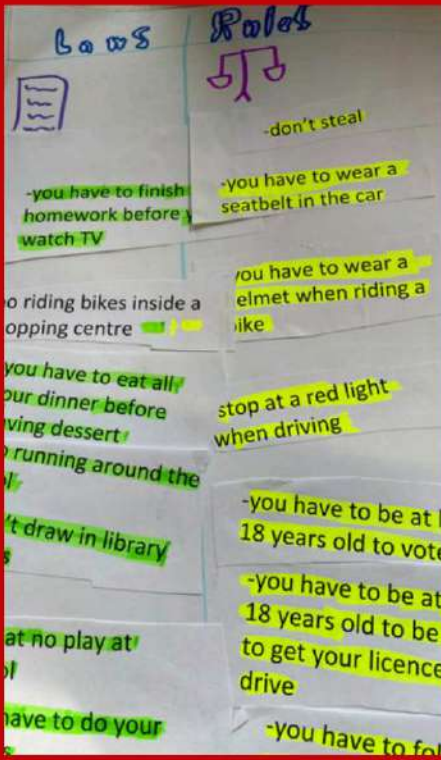 Laws
Rules
-you have to finish
homework before
watch TV
o riding bikes inside a
opping centre
you have to eat all
our dinner before
ving dessert
running around the
't draw in library
at no play at
have to do your
-don't steal
-you have to wear a
seatbelt in the car
you have to wear a
elmet when riding a
ike
stop at a red light
when driving
-you have to be at
18 years old to vote
-you have to be at
18 years old to be
to get your licence
drive
-you have to fol